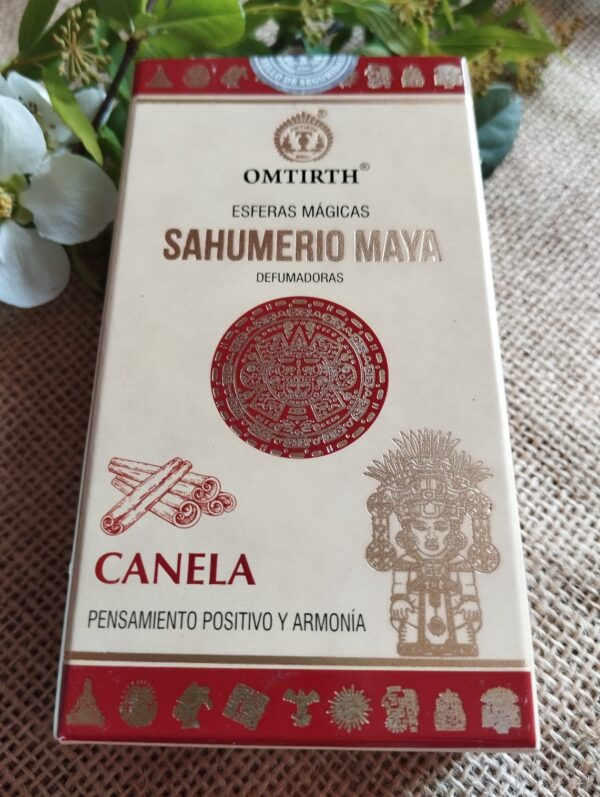 OMTIRTH®
ESFERAS MÁGICAS
SAHUMERIO MAYA
DEFUMADORAS
CANELA
PENSAMIENTO POSITIVO Y ARMONÍA